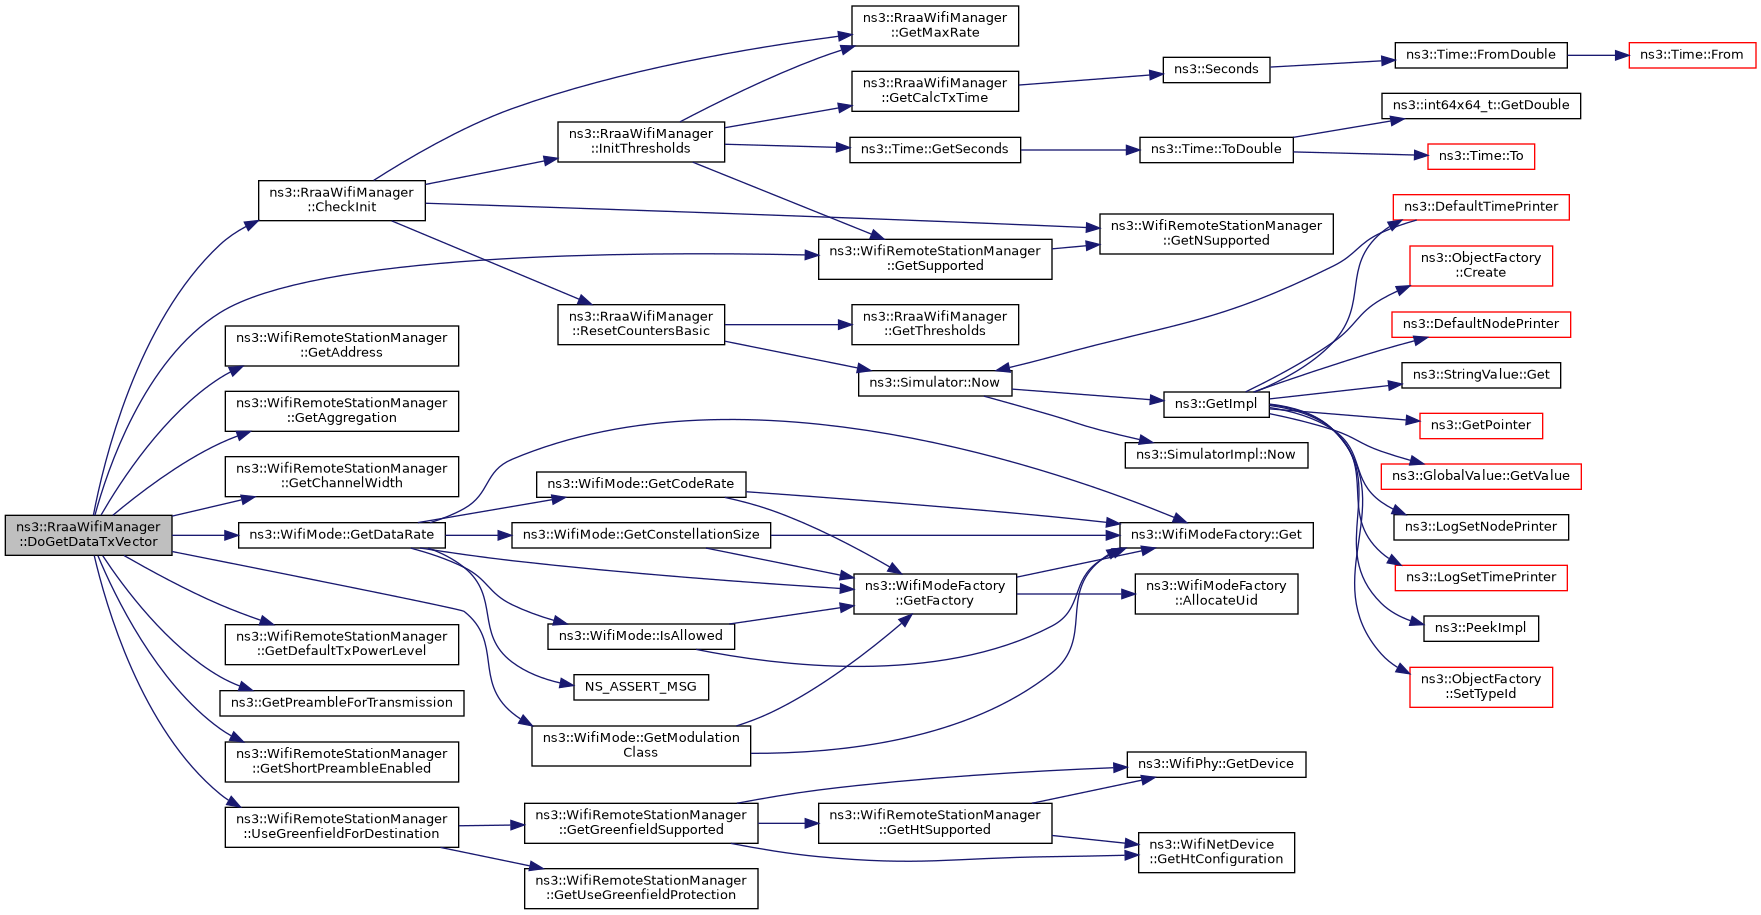 ns3::RraaWifiManager
::DoGetDataTxVector
ns3::RraaWifiManager
::CheckInit
ns3::WifiRemoteStationManager
::GetAddress
ns3::WifiRemoteStationManager
::GetAggregation
ns3::WifiRemoteStationManager
::GetChannelWidth
ns3::WifiMode::GetDataRate
ns3::WifiRemoteStationManager
::GetDefaultTxPowerLevel
ns3::GetPreambleForTransmission
ns3::WifiRemoteStationManager
::GetShortPreambleEnabled
ns3::WifiRemoteStationManager
::UseGreenfieldForDestination
ns3::RraaWifiManager
::InitThresholds
ns3::RraaWifiManager
::ResetCountersBasic
ns3::WifiMode::GetCodeRate
ns3::WifiMode::GetConstellationSize
ns3::WifiMode::IsAllowed
NS_ASSERT_MSG
ns3::WifiMode::GetModulation
Class
ns3::WifiRemoteStationManager
::GetGreenfieldSupported
ns3::WifiRemoteStationManager
::GetUseGreenfieldProtection
ns3::RraaWifiManager
::GetMaxRate
ns3::RraaWifiManager
::GetCalcTxTime
ns3::Time::GetSeconds
ns3::WifiRemoteStationManager
::GetSupported
ns3::RraaWifiManager
::GetThresholds
ns3::Simulator::Now
ns3::WifiModeFactory
::GetFactory
ns3::WifiRemoteStationManager
::GetHtSupported
ns3::Seconds
ns3::Time::ToDouble
ns3::WifiRemoteStationManager
::GetNSupported
ns3::GetImpl
ns3::SimulatorImpl::Now
ns3::WifiModeFactory::Get
ns3::WifiModeFactory
::AllocateUid
ns3::WifiPhy::GetDevice
ns3::WifiNetDevice
::GetHtConfiguration
ns3::Time::FromDouble
ns3::int64x64_t::GetDouble
ns3::Time::To
ns3::DefaultTimePrinter
ns3::ObjectFactory
::Create
ns3::DefaultNodePrinter
ns3::StringValue::Get
ns3::GetPointer
ns3::GlobalValue::GetValue
ns3::LogSetNodePrinter
ns3::LogSetTimePrinter
ns3::PeekImpl
ns3::ObjectFactory
::SetTypeId
ns3::Time::From